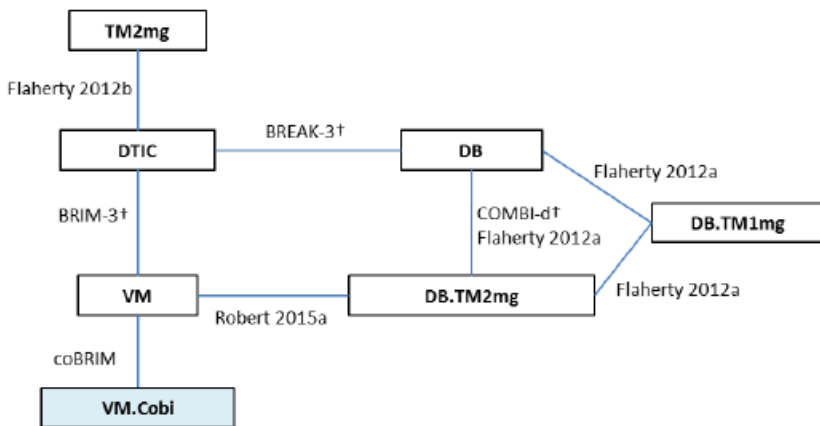 TM2mg
Flaherty 2012b
BREAK-3†
DTIC
DB
Flaherty 2012a
BRIM-3†
COMBI-d†
Flaherty 2012a
DB.TM1mg
VM
DB.TM2mg
Flaherty 2012a
Robert 2015a
coBRIM
VM.Cobi